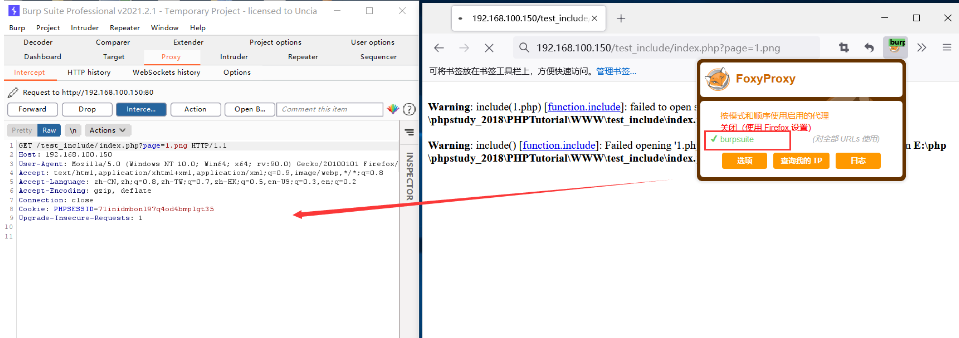 Burp Suite Professional v2021.2.1 - Temporary Project - licensed to Uncia
Burp Project Intruder Repeater Window Help
Decoder Comparer Extender Project options User options
Dashboard Target Proxy Intruder Repeater Sequencer
Intercept HTTP history WebSockets history Options
Request to http://192.168.100.150:80
Forward Drop Interce... Action Open B... Comment this item
Pretty Raw \n Actions
1 GET /test_include/index.php?page=1.png HTTP/1.1
2 Host: 192.168.100.150
3 User-Agent: Mozilla/5.0 (Windows NT 10.0; Win64; x64; rv:90.0) Gecko/20100101 Firefox/
4 Accept: text/html,application/xhtml+xml,application/xml;q=0.9,image/webp,*/*;q=0.8
5 Accept-Language: zh-CN,zh;q=0.8,zh-TW;q=0.7,zh-HK;q=0.5,en-US;q=0.3,en;q=0.2
6 Accept-Encoding: gzip, deflate
7 Connection: close
8 Cookie: PHPSESSID=
9 Upgrade-Insecure-Requests: 1
10
11
INSPECTOR
192.168.100.150/test_include/
192.168.100.150/test_include/index.php?page=1.png
可将书签放在书签工具栏上，方便快速访问。管理书签...
Warning: include(1.php) [function.include]: failed to open s
\phpstudy_2018\PHPTutorial\WWW\test_include\index.
Warning: include() [function.include]: Failed opening '1.ph
n E:\php
\phpstudy_2018\PHPTutorial\WWW\test_include\index.
FoxyProxy
按模式和顺序使用启用的代理
关闭 (使用 Firefox 设置)
✓ burpsuite (对全部 URLs 使用)
选项 查询我的 IP 日志